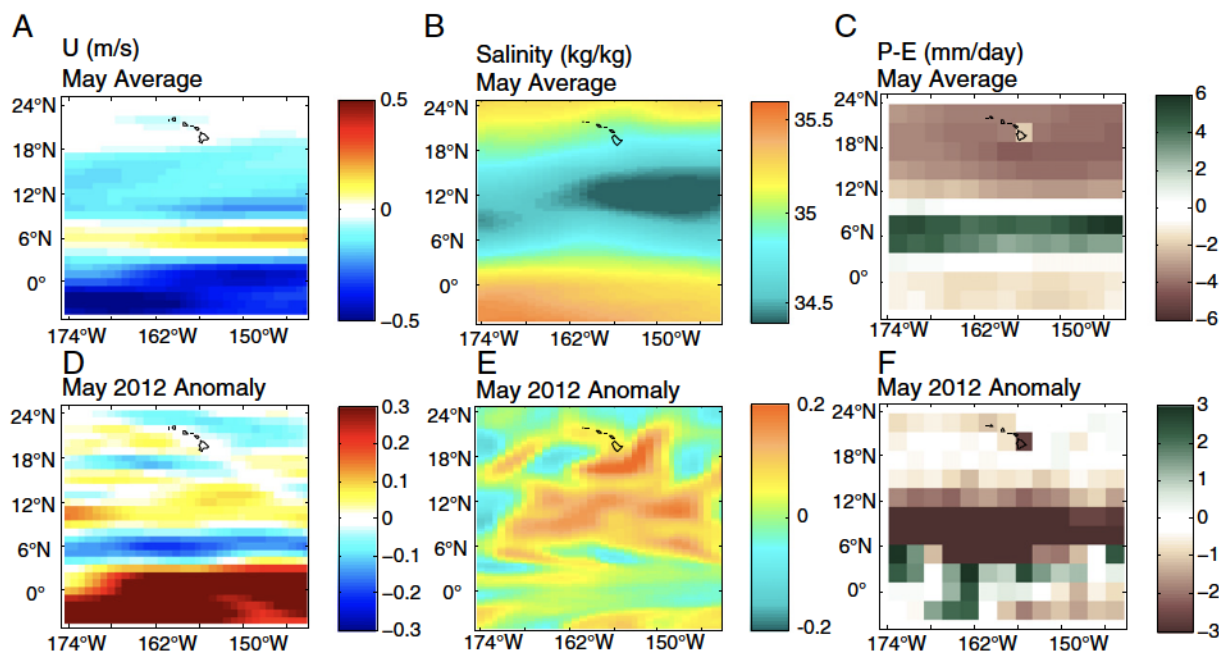 A
U (m/s)
May Average
24°N
18°N
12°N
6°N
0°
174°W 162°W 150°W
0.5
0
−0.5
B
Salinity (kg/kg)
May Average
24°N
18°N
12°N
6°N
0°
174°W 162°W 150°W
35.5
35
34.5
C
P-E (mm/day)
May Average
24°N
18°N
12°N
6°N
0°
174°W 162°W 150°W
6
4
2
0
−2
−4
−6
D
May 2012 Anomaly
24°N
18°N
12°N
6°N
0°
174°W 162°W 150°W
0.3
0.2
0.1
0
−0.1
−0.2
−0.3
E
May 2012 Anomaly
24°N
18°N
12°N
6°N
0°
174°W 162°W 150°W
0.2
0
-0.2
F
May 2012 Anomaly
24°N
18°N
12°N
6°N
0°
174°W 162°W 150°W
3
2
1
0
−1
−2
−3